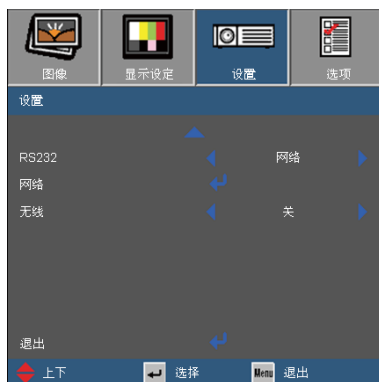 图像 显示设定 设置 选项
设置
RS232 网络
网络
无线 关
退出
上下 选择 Menu 退出